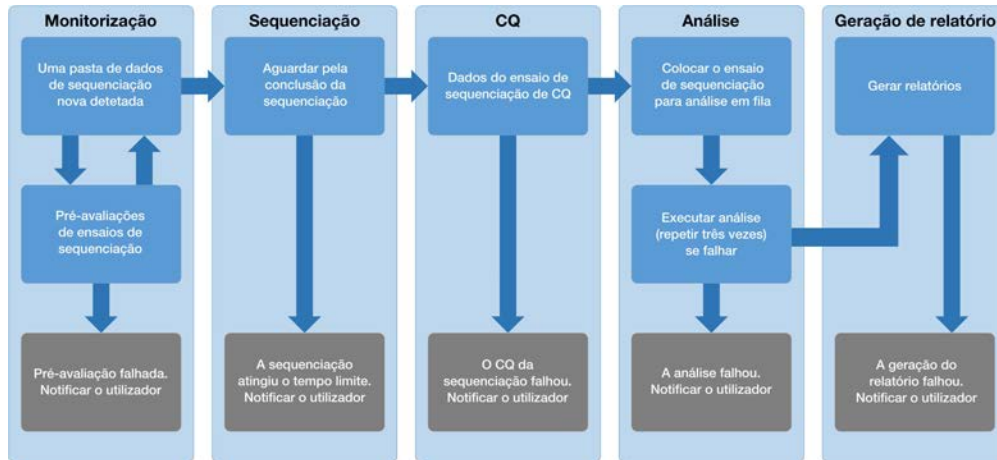 Monitorização
Uma pasta de dados
de sequenciação
nova detetada
Pré-avaliações
de ensaios de
sequenciação
Pré-avaliação falhada.
Notificar o utilizador
Sequenciação
Aguardar pela
conclusão da
sequenciação
A sequenciação
atingiu o tempo limite.
Notificar o utilizador
CQ
Dados do ensaio de
sequenciação de CQ
O CQ da
sequenciação falhou.
Notificar o utilizador
Análise
Colocar o ensaio
de sequenciação
para análise em fila
Executar análise
(repetir três vezes)
se falhar
A análise falhou.
Notificar o utilizador
Geração de relatório
Gerar relatórios
A geração do
relatório falhou.
Notificar o utilizador